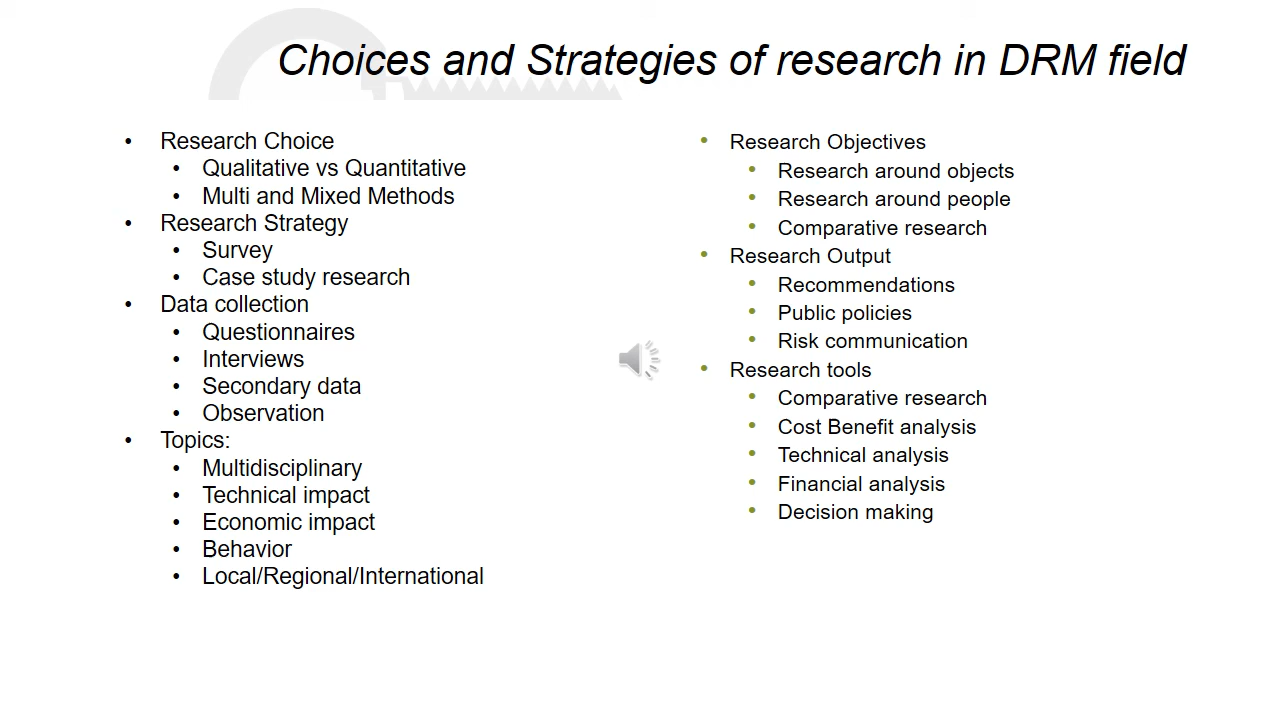 Choices and Strategies of research in DRM field
• Research Choice
• Qualitative vs Quantitative
• Multi and Mixed Methods
• Research Strategy
• Survey
• Case study research
• Data collection
• Questionnaires
• Interviews
• Secondary data
• Observation
• Topics:
• Multidisciplinary
• Technical impact
• Economic impact
• Behavior
• Local/Regional/International
• Research Objectives
• Research around objects
• Research around people
• Comparative research
• Research Output
• Recommendations
• Public policies
• Risk communication
• Research tools
• Comparative research
• Cost Benefit analysis
• Technical analysis
• Financial analysis
• Decision making